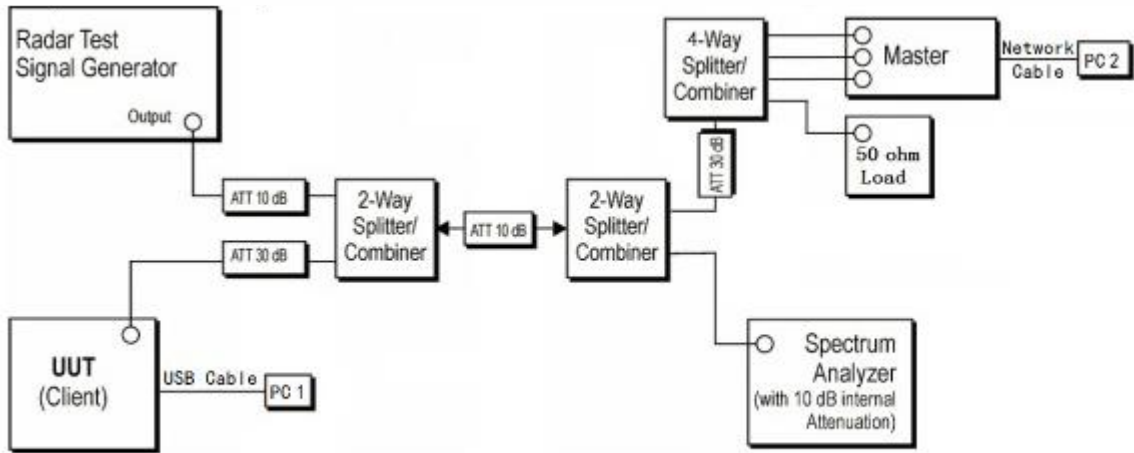 Radar Test
Signal Generator
Output
ATT 10 dB
ATT 30 dB
2-Way
Splitter/
Combiner
ATT 10 dB
2-Way
Splitter/
Combiner
4-Way
Splitter/
Combiner
ATT 30 dB
Master
Network
Cable
PC 2
50 ohm
Load
UUT
(Client)
USB Cable
PC 1
Spectrum
Analyzer
(with 10 dB internal
Attenuation)